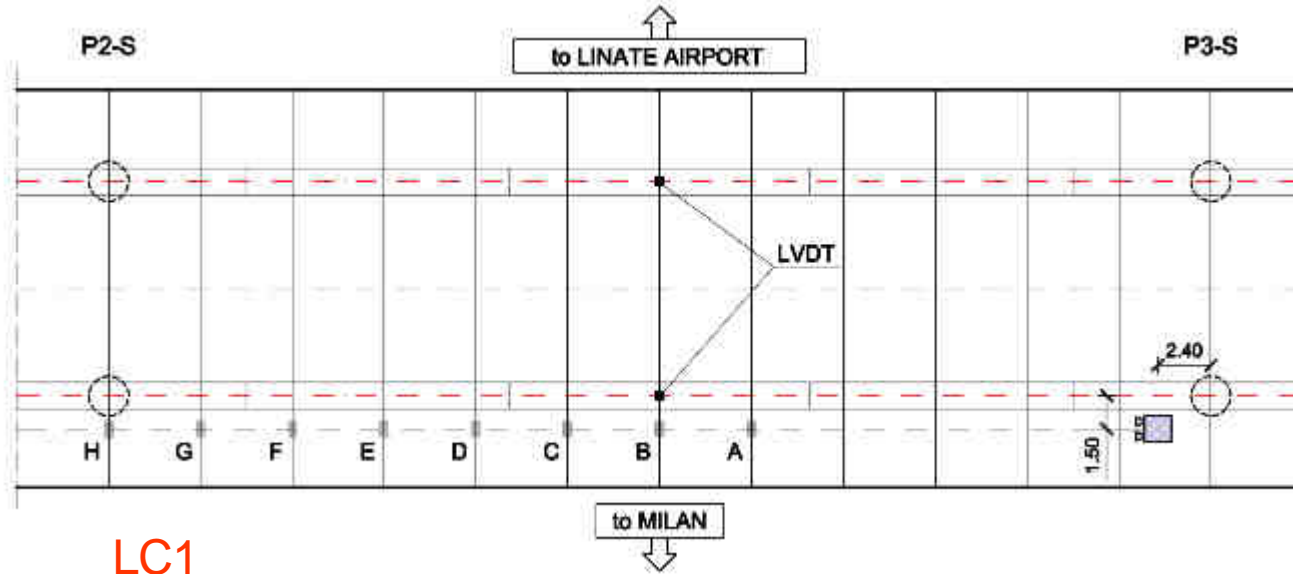 to LINATE AIRPORT
P2-S
P3-S
LVDT
2.40
1.50
H G F E D C B A
to MILAN
LC1